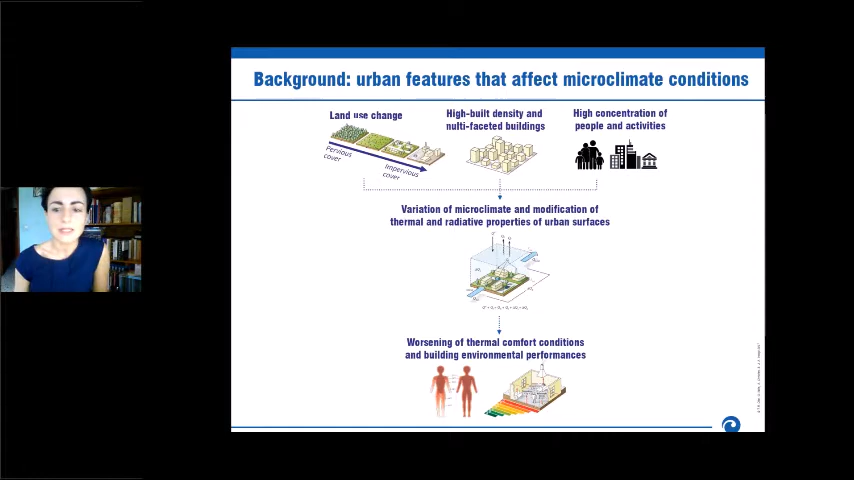 Background: urban features that affect microclimate conditions
Land use change
High-built density and
nulti-faceted buildings
High concentration of
people and activities
Pervious
cover
Impervious
cover
Variation of microclimate and modification of
thermal and radiative properties of urban surfaces
Worsening of thermal comfort conditions
and building environmental performances